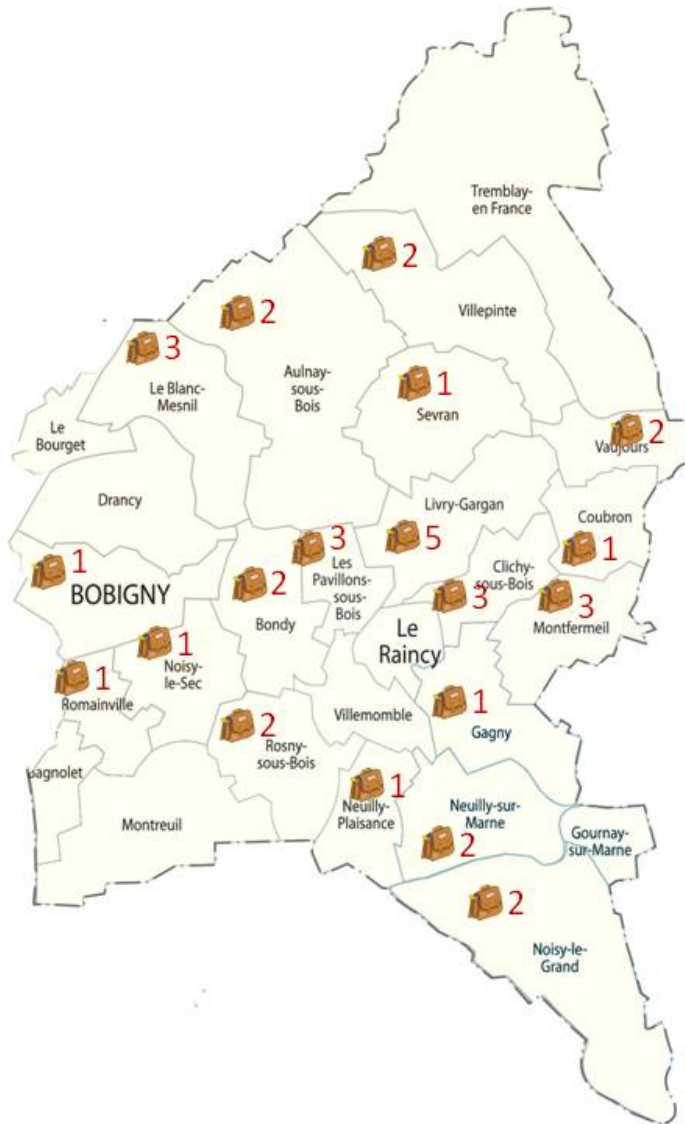 Tremblay-
en France
2
Villepinte
2
3
Aulnay-
sous-
Bois
Le Blanc-
Mesnil
1
Sevran
Le
Bourget
2
Vaujours
Drancy
Livry-Gargan
5
Coubron
1
3
Les
Pavillons-
sous-
Bois
1
BOBIGNY
2
Bondy
Clichy-
sous-Bois
3
3
Montfermeil
Le
Raincy
1
Noisy-
le-Sec
1
Romainville
1
Gagny
Villemomble
2
Rosny-
sous-Bois
Bagnolet
Montreuil
1
Neuilly-
Plaisance
Neuilly-sur-
Marne
2
Gournay-
sur-Marne
2
Noisy-le-
Grand